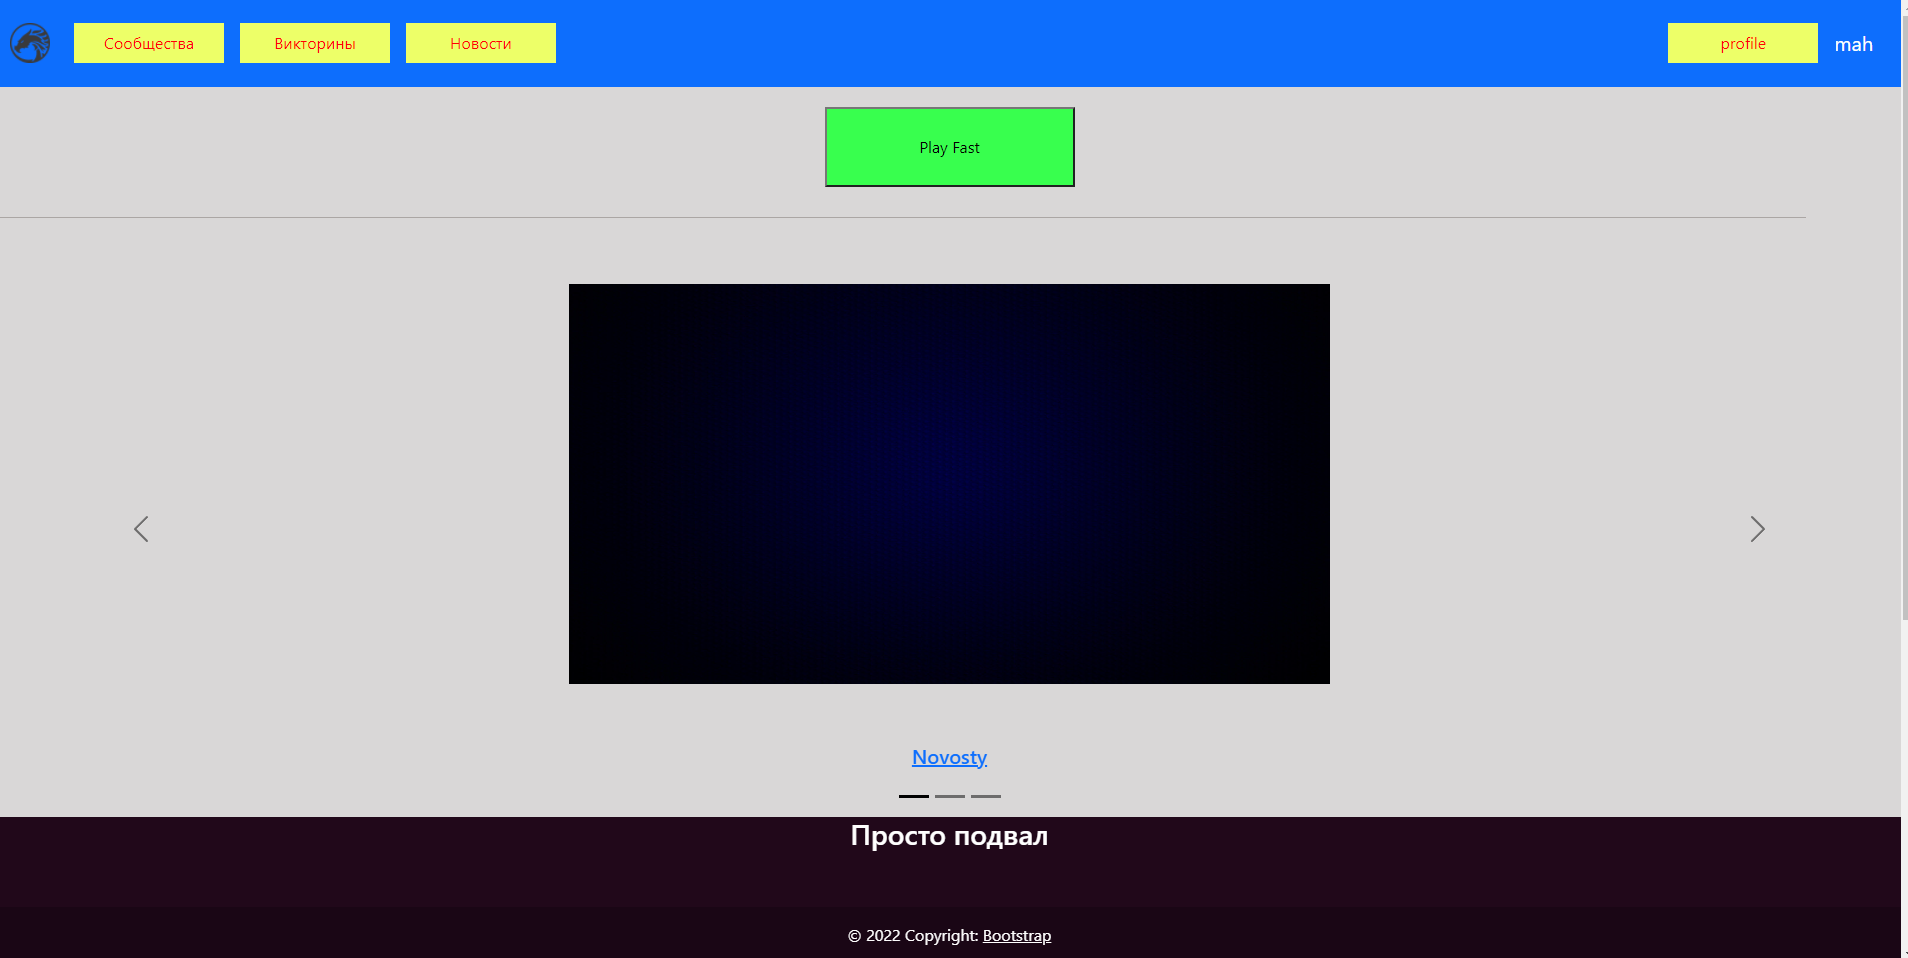 Сообщества
Викторины
Новости
profile
mah
Play Fast
Novosty
Просто подвал
© 2022 Copyright: Bootstrap